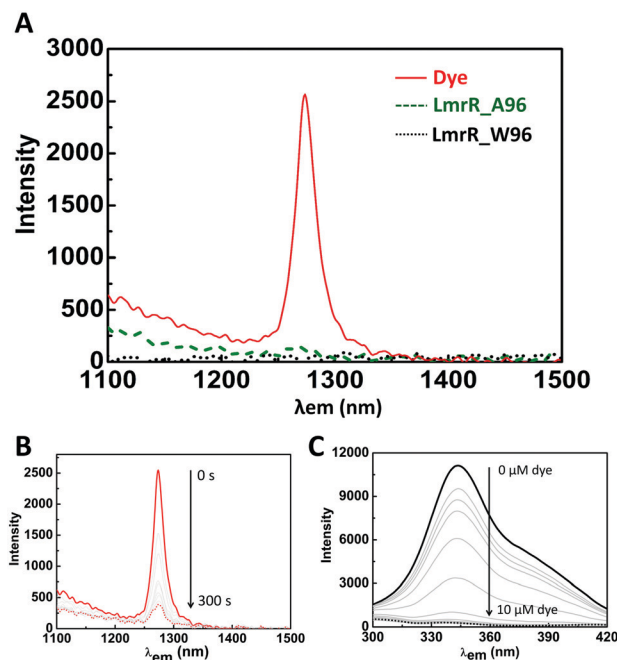 A
3000
2500
2000
1500
1000
500
0
Intensity
Dye
LmrR_A96
LmrR_W96
1100 1200 1300 1400 1500
λem (nm)
B
2500
2000
1500
1000
500
0
Intensity
0 s
300 s
1100 1200 1300 1400 1500
λem (nm)
C
12000
9000
6000
3000
0
Intensity
0 μM dye
10 μM dye
300 330 360 390 420
λem (nm)